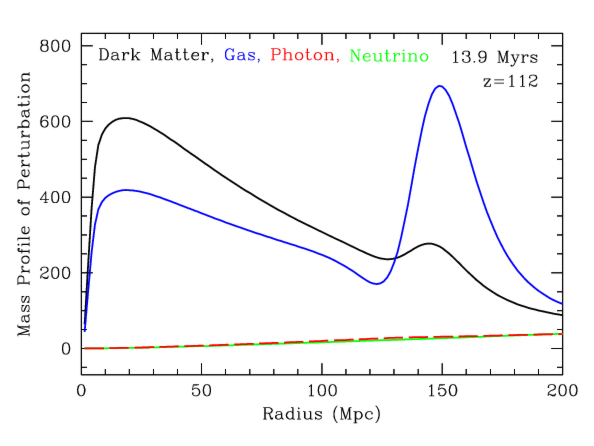 Dark Matter, Gas, Photon, Neutrino 13.9 Myrs
z=112
Mass Profile of Perturbation
800
600
400
200
0
0 50 100 150 200
Radius (Mpc)